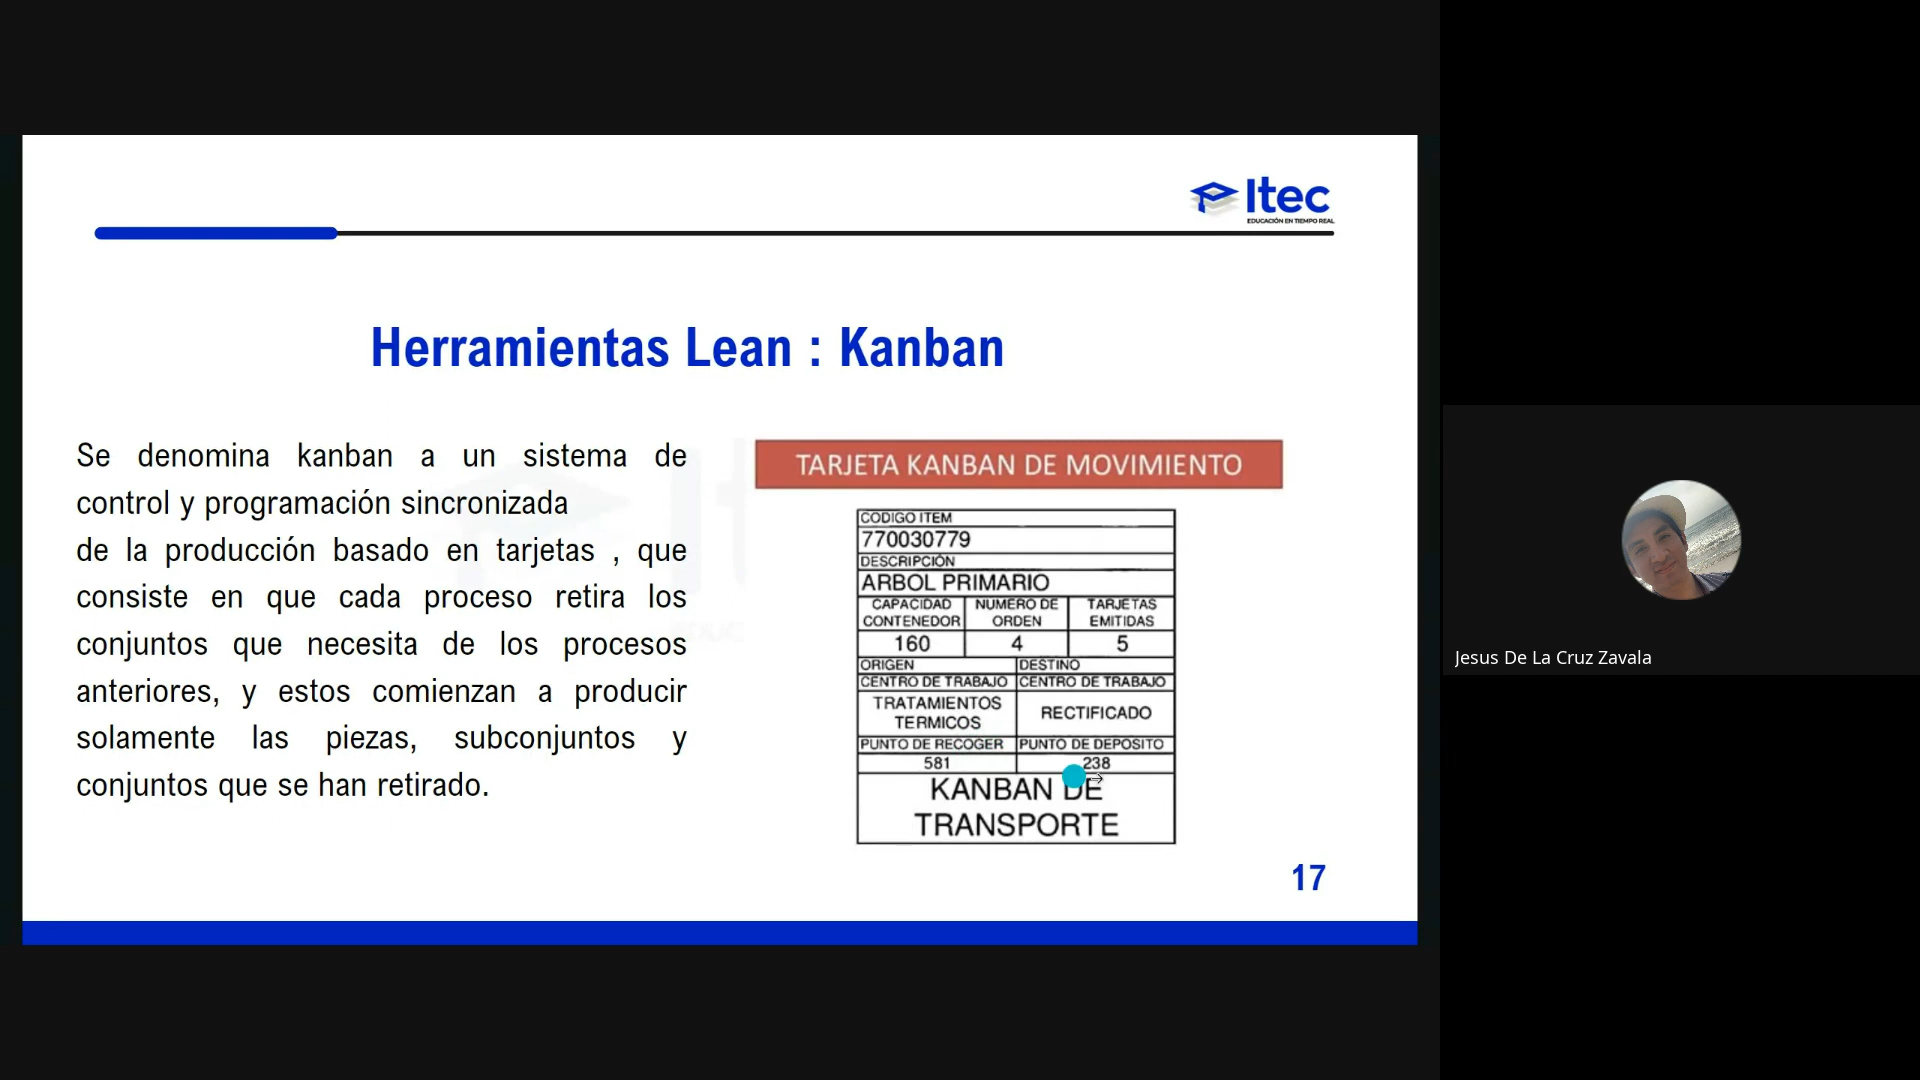 Itec
EDUCACIÓN EN TIEMPO REAL
Herramientas Lean : Kanban
Se denomina kanban a un sistema de
control y programación sincronizada
de la producción basado en tarjetas , que
consiste en que cada proceso retira los
conjuntos que necesita de los procesos
anteriores, y estos comienzan a producir
solamente las piezas, subconjuntos y
conjuntos que se han retirado.
TARJETA KANBAN DE MOVIMIENTO
CODIGO ITEM
770030779
DESCRIPCIÓN
ARBOL PRIMARIO
CAPACIDAD CONTENEDOR NUMERO DE ORDEN TARJETAS EMITIDAS
160 4 5
ORIGEN DESTINO
CENTRO DE TRABAJO CENTRO DE TRABAJO
TRATAMIENTOS TERMICOS RECTIFICADO
PUNTO DE RECOGER PUNTO DE DEPOSITO
581 238
KANBAN DE
TRANSPORTE
17
Jesus De La Cruz Zavala